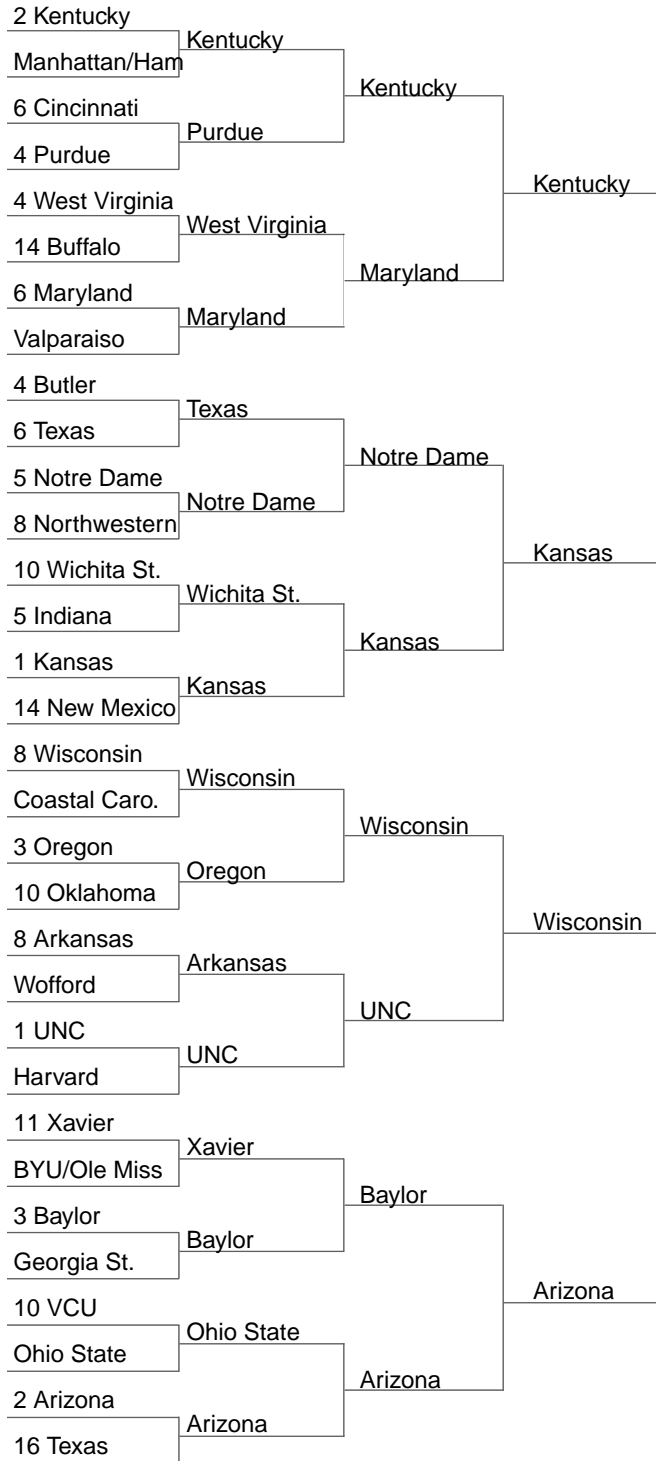 2 Kentucky
Manhattan/Ham
6 Cincinnati
4 Purdue
4 West Virginia
14 Buffalo
6 Maryland
Valparaiso
4 Butler
6 Texas
5 Notre Dame
8 Northwestern
10 Wichita St.
5 Indiana
1 Kansas
14 New Mexico
8 Wisconsin
Coastal Caro.
3 Oregon
10 Oklahoma
8 Arkansas
Wofford
1 UNC
Harvard
11 Xavier
BYU/Ole Miss
3 Baylor
Georgia St.
10 VCU
Ohio State
2 Arizona
16 Texas
Kentucky
Purdue
West Virginia
Maryland
Texas
Notre Dame
Wichita St.
Kansas
Wisconsin
Oregon
Arkansas
UNC
Xavier
Baylor
Ohio State
Arizona
Kentucky
Maryland
Notre Dame
Kansas
Wisconsin
UNC
Baylor
Arizona
Kentucky
Kansas
Wisconsin
Arizona